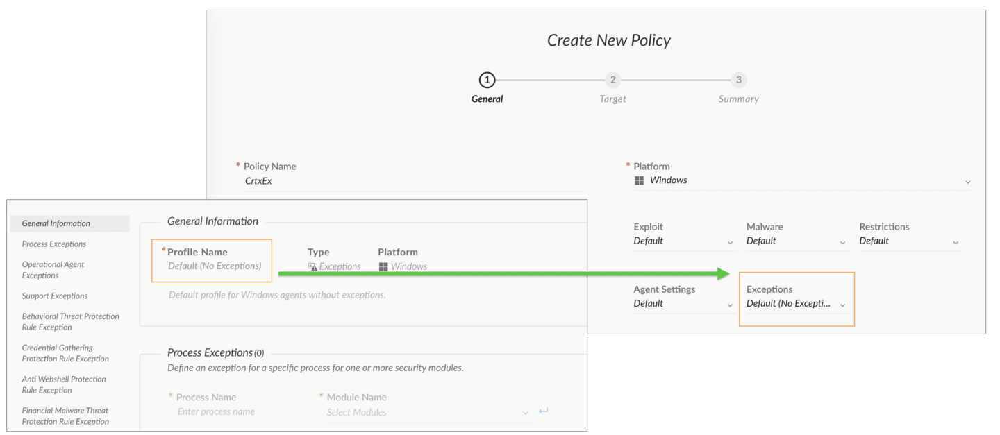 Create New Policy
1
2
3
General
Target
Summary
* Policy Name
CrtxEx
* Platform
Windows
Exploit
Default
Malware
Default
Restrictions
Default
Agent Settings
Default
Exceptions
Default (No Excepti...
General Information
Process Exceptions
Operational Agent
Exceptions
Support Exceptions
Behavioral Threat Protection
Rule Exception
Credential Gathering
Protection Rule Exception
Anti Webshell Protection
Rule Exception
Financial Malware Threat
Protection Rule Exception
General Information
* Profile Name
Default (No Exceptions)
Type
Exceptions
Platform
Windows
Default profile for Windows agents without exceptions.
Process Exceptions (0)
Define an exception for a specific process for one or more security modules.
* Process Name
Enter process name
* Module Name
Select Modules